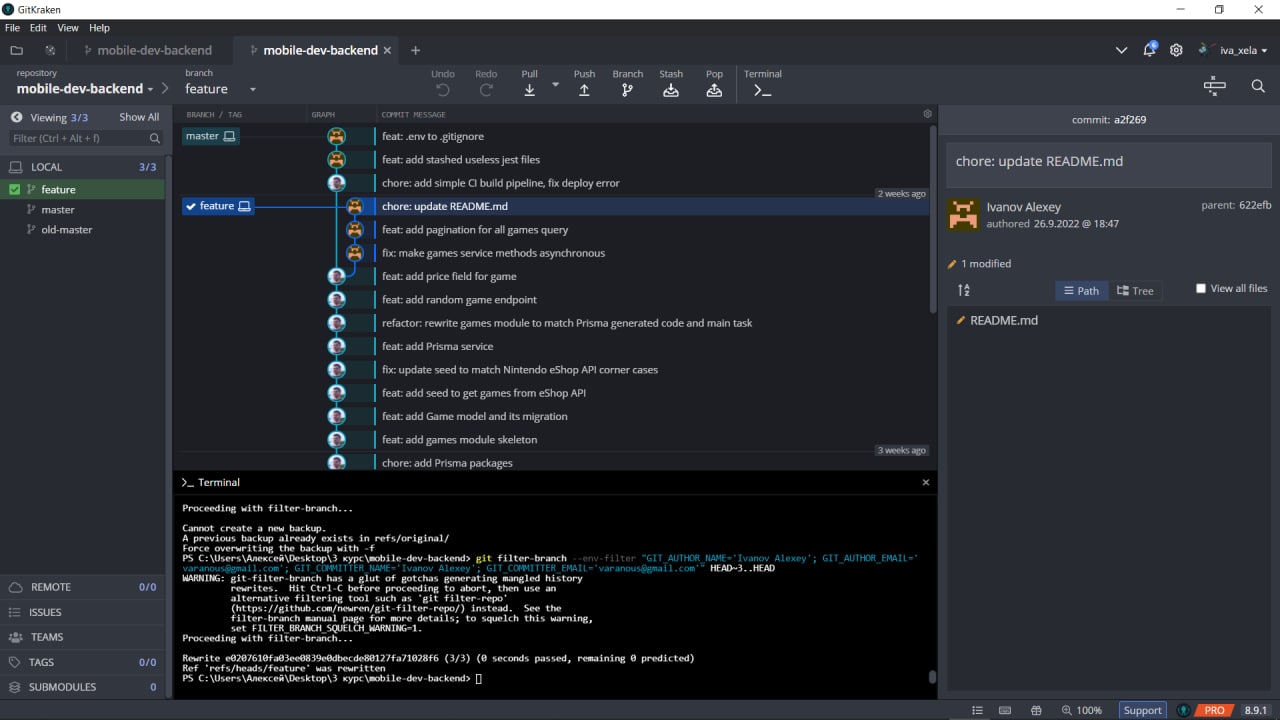 GitKraken
File Edit View Help
mobile-dev-backend
mobile-dev-backend
6
iva_xela
repository
mobile-dev-backend
branch
feature
Undo
Redo
Pull
Push
Branch
Stash
Pop
Terminal
Viewing 3/3 Show All
Filter (Ctrl + Alt + f)
LOCAL 3/3
feature
master
old-master
REMOTE 0/0
ISSUES
TEAMS
TAGS 0/0
SUBMODULES 0
BRANCH / TAG GRAPH COMMIT MESSAGE
master feat: .env to .gitignore
feat: add stashed useless jest files
chore: add simple CI build pipeline, fix deploy error
2 weeks ago
feature chore: update README.md
feat: add pagination for all games query
fix: make games service methods asynchronous
feat: add price field for game
feat: add random game endpoint
refactor: rewrite games module to match Prisma generated code and main task
feat: add Prisma service
fix: update seed to match Nintendo eShop API corner cases
feat: add seed to get games from eShop API
feat: add Game model and its migration
feat: add games module skeleton
3 weeks ago
chore: add Prisma packages
Terminal
Proceeding with filter-branch...
Cannot create a new backup.
A previous backup already exists in refs/original/
Force overwriting the backup with -f
PS C:\Users\Алексей\Desktop\3 курс\mobile-dev-backend> git filter-branch --env-filter "GIT_AUTHOR_NAME='Ivanov Alexey'; GIT_AUTHOR_EMAIL='
varanous@gmail.com'; GIT_COMMITTER_NAME='Ivanov Alexey'; GIT_COMMITTER_EMAIL='varanous@gmail.com'" HEAD~3..HEAD
WARNING: git-filter-branch has a glut of gotchas generating mangled history
rewrites. Hit Ctrl-C before proceeding to abort, then use an
alternative filtering tool such as 'git filter-repo'
(https://github.com/newren/git-filter-repo/) instead. See the
filter-branch manual page for more details; to squelch this warning,
set FILTER_BRANCH_SQUELCH_WARNING=1.
Proceeding with filter-branch...
Rewrite e0207610fa03ee0839e0dbecde80127fa71028f6 (3/3) (0 seconds passed, remaining 0 predicted)
Ref 'refs/heads/feature' was rewritten
PS C:\Users\Алексей\Desktop\3 курс\mobile-dev-backend>
commit: a2f269
chore: update README.md
Ivanov Alexey
authored 26.9.2022 @ 18:47
parent: 622efb
1 modified
Path
Tree
View all files
README.md
100%
Support
PRO
8.9.1